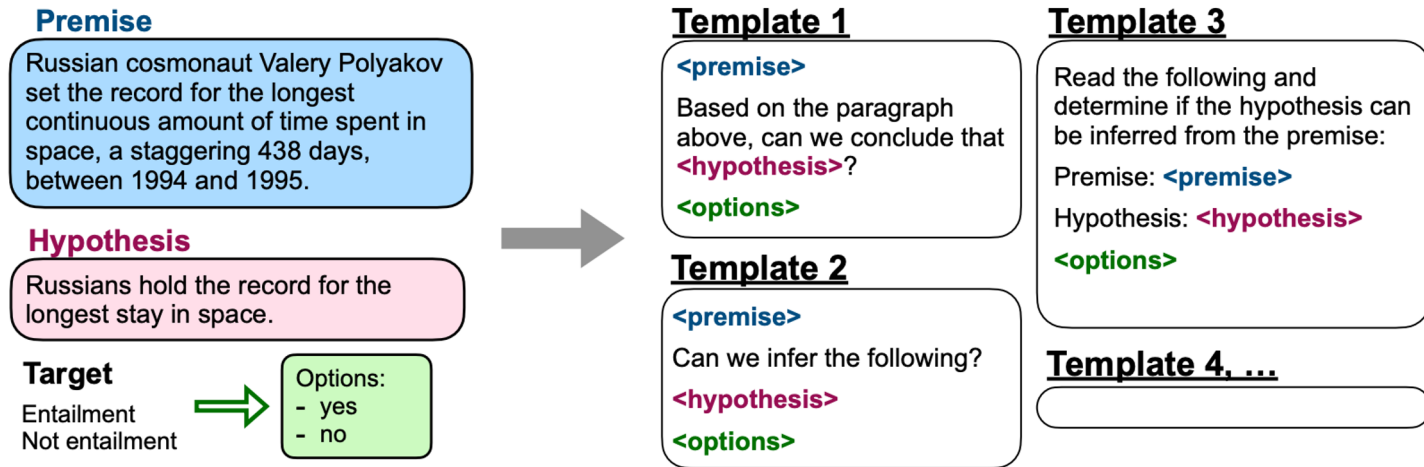 Premise
Russian cosmonaut Valery Polyakov
set the record for the longest
continuous amount of time spent in
space, a staggering 438 days,
between 1994 and 1995.
Hypothesis
Russians hold the record for the
longest stay in space.
Target
Entailment
Not entailment
Options:
- yes
- no
Template 1
<premise>
Based on the paragraph
above, can we conclude that
<hypothesis>?
<options>
Template 2
<premise>
Can we infer the following?
<hypothesis>
<options>
Template 3
Read the following and
determine if the hypothesis can
be inferred from the premise:
Premise: <premise>
Hypothesis: <hypothesis>
<options>
Template 4, ...